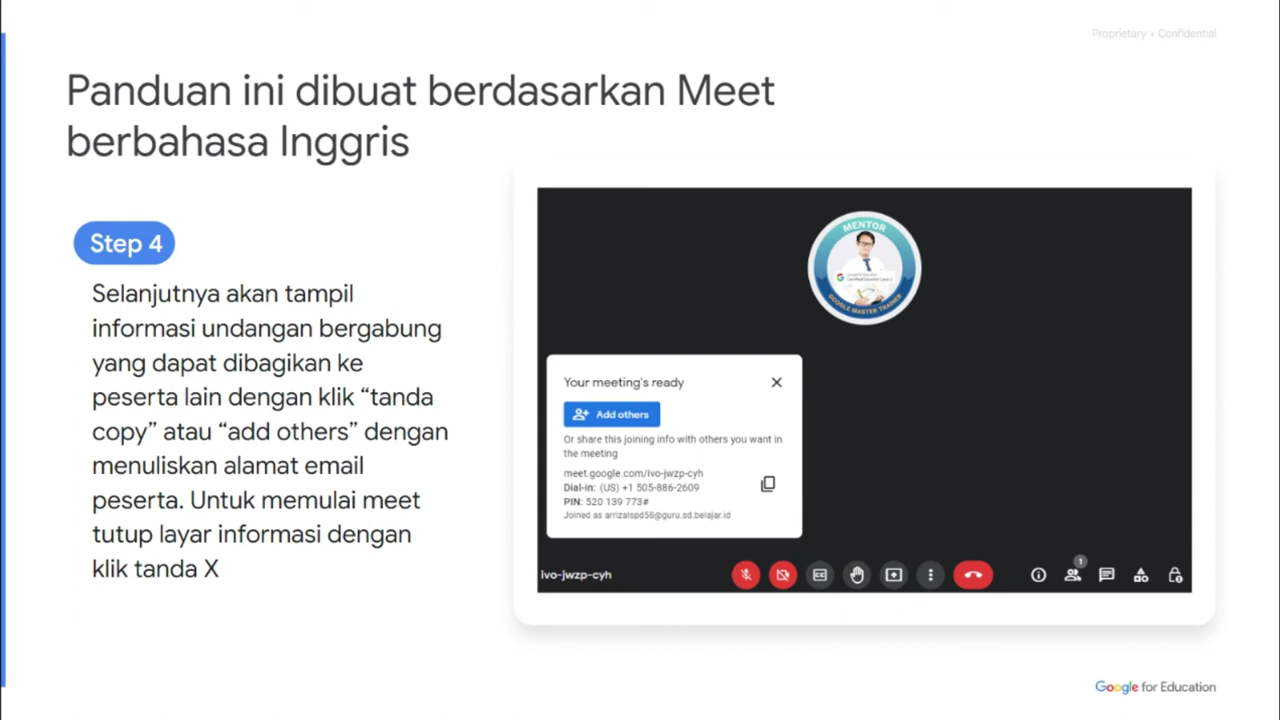 Proprietary + Confidential
Panduan ini dibuat berdasarkan Meet
berbahasa Inggris
Step 4
Selanjutnya akan tampil
informasi undangan bergabung
yang dapat dibagikan ke
peserta lain dengan klik “tanda
copy” atau “add others” dengan
menuliskan alamat email
peserta. Untuk memulai meet
tutup layar informasi dengan
klik tanda X
MENTOR
GOOGLE MASTER TRAINER
Your meeting's ready
Add others
Or share this joining info with others you want in
the meeting
meet.google.com/ivo-jwzp-cyh
Dial-in: (US) +1 505-886-2609
PIN: 520 139 773#
Joined as arrizalspd58@guru.sd.belajar.id
ivo-jwzp-cyh
1
Google for Education